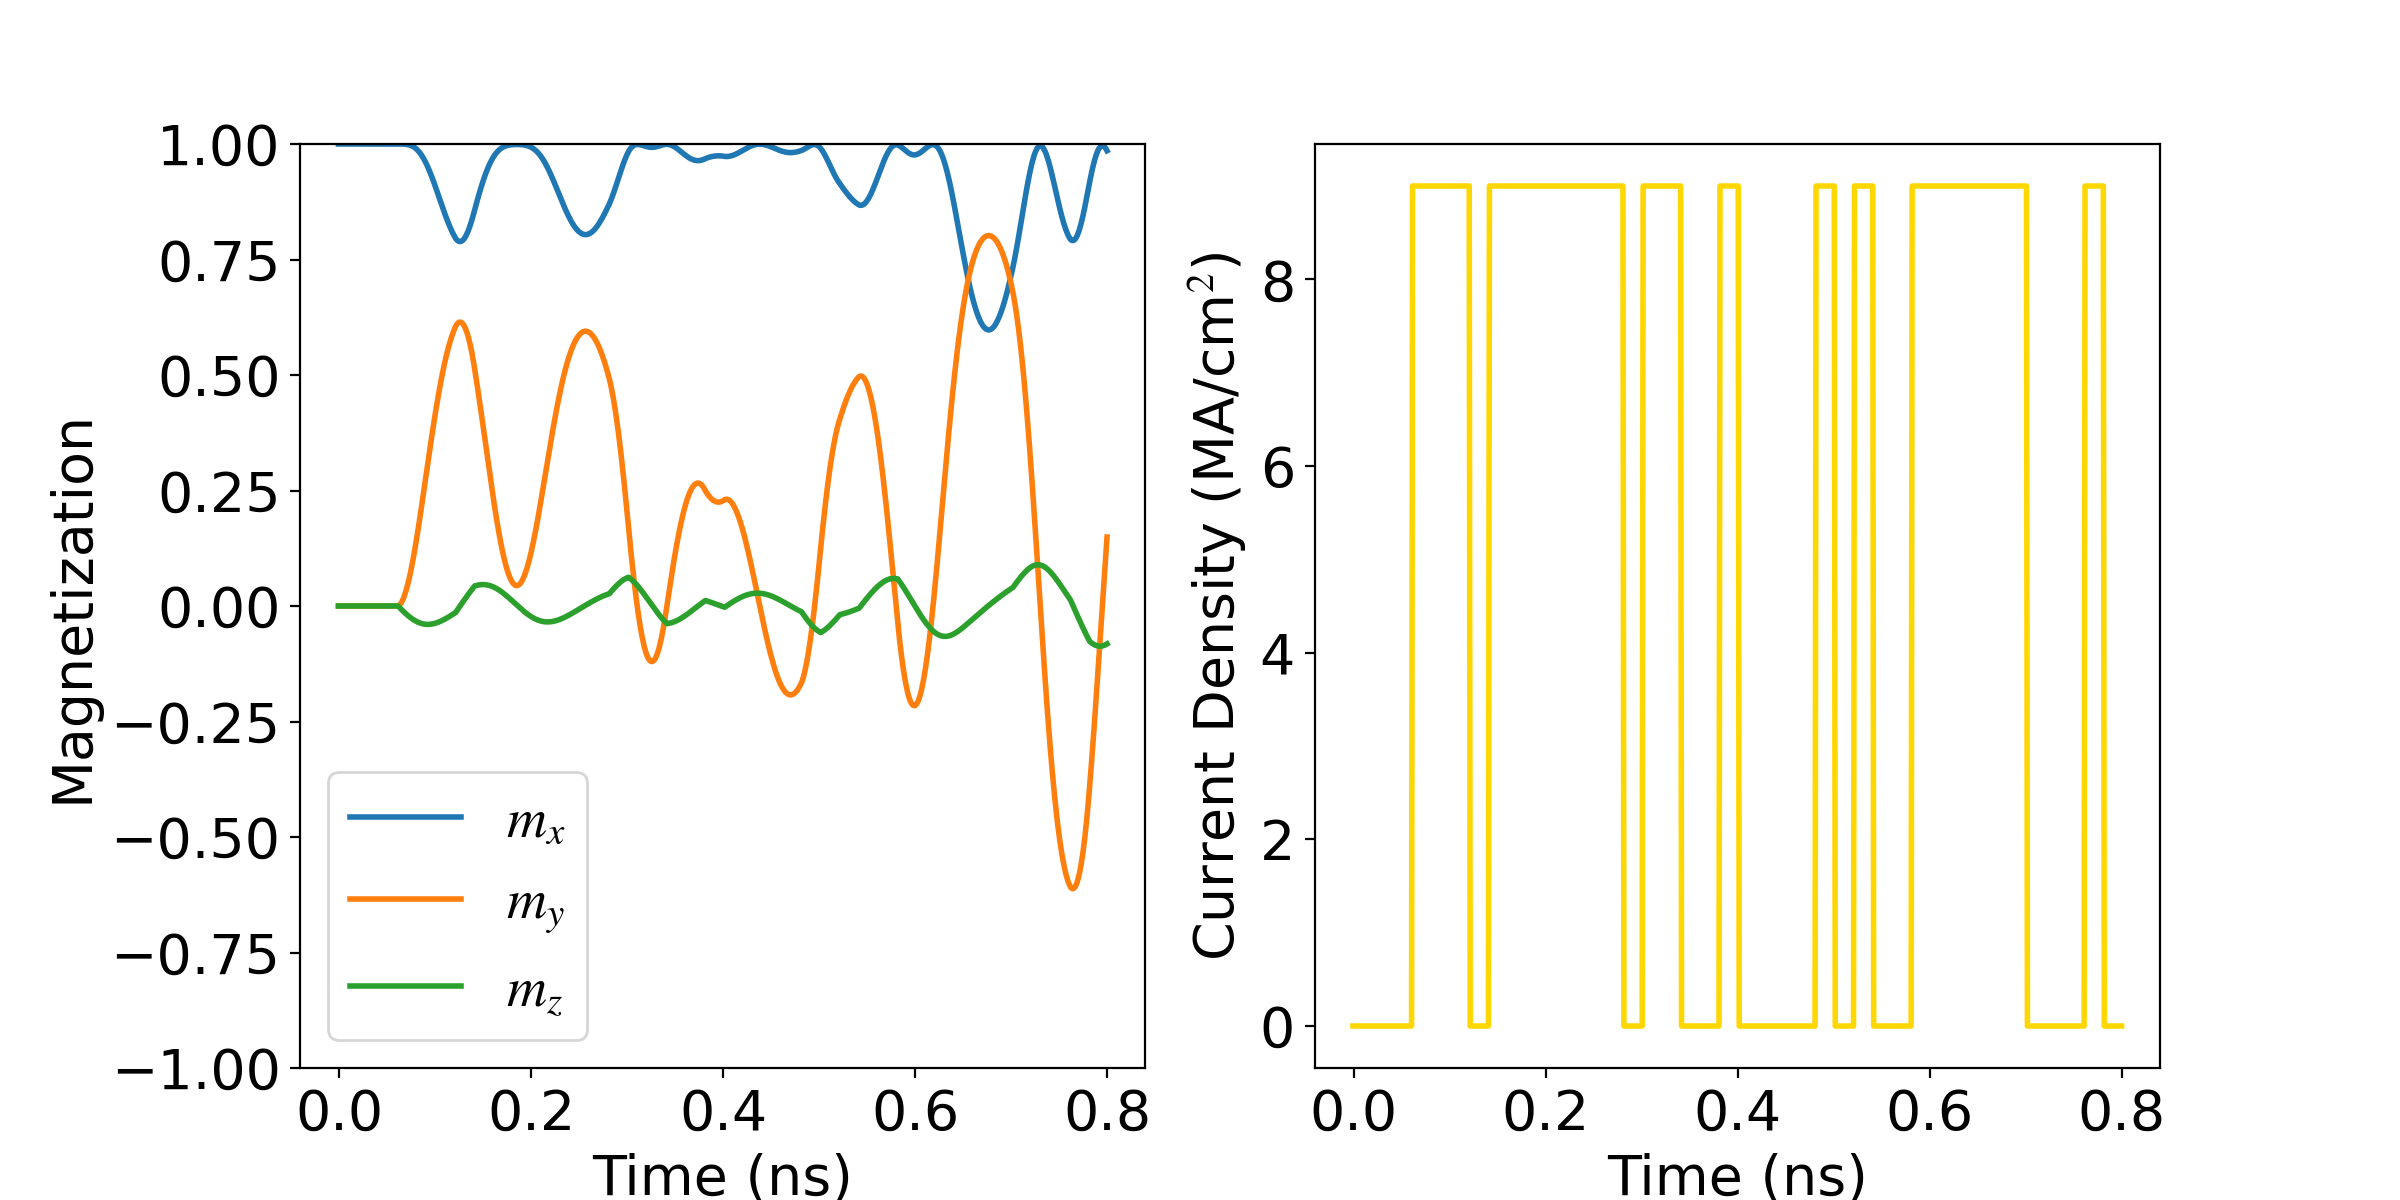 1.00
0.75
0.50
0.25
0.00
−0.25
−0.50
−0.75
−1.00
Magnetization
m_x
m_y
m_z
0.0 0.2 0.4 0.6 0.8
Time (ns)
8
6
4
2
0
Current Density (MA/cm²)
0.0 0.2 0.4 0.6 0.8
Time (ns)